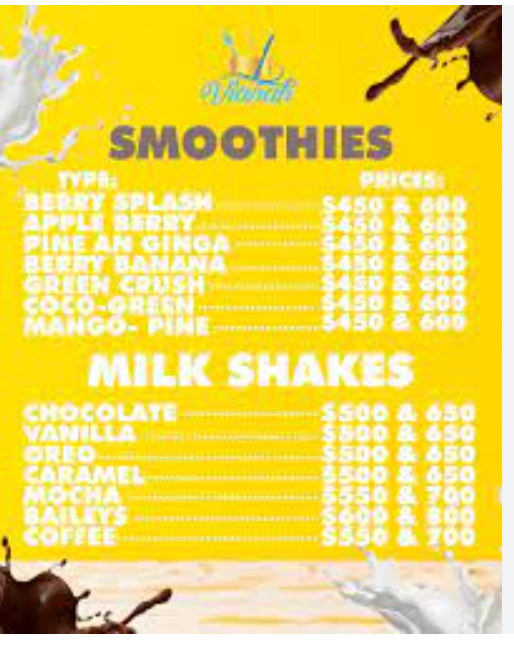 SMOOTHIES
TYPE: PRICES:
BERRY SPLASH $450 & 600
APPLE BERRY $450 & 600
PINE AN GINGA $450 & 600
BERRY BANANA $450 & 600
GREEN CRUSH $450 & 600
COCO-GREEN $450 & 600
MANGO- PINE $450 & 600
MILK SHAKES
CHOCOLATE $500 & 650
VANILLA $500 & 650
OREO $500 & 650
CARAMEL $500 & 650
MOCHA $550 & 700
BAILEYS $600 & 800
COFFEE $550 & 700